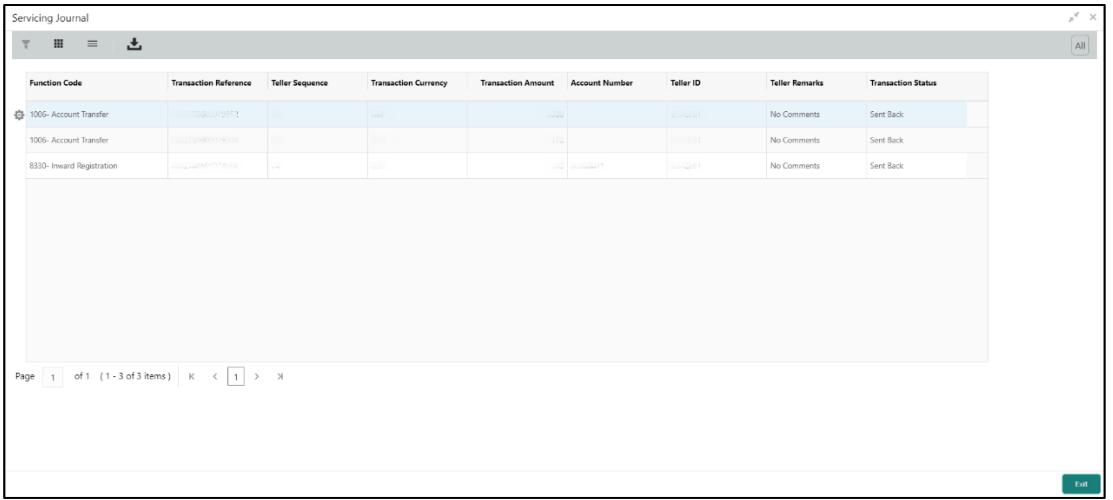 Servicing Journal
All
Function Code Transaction Reference Teller Sequence Transaction Currency Transaction Amount Account Number Teller ID Teller Remarks Transaction Status
1006- Account Transfer No Comments Sent Back
1006- Account Transfer No Comments Sent Back
8330- Inward Registration No Comments Sent Back
Page 1 of 1 ( 1 - 3 of 3 items ) 1
Exit